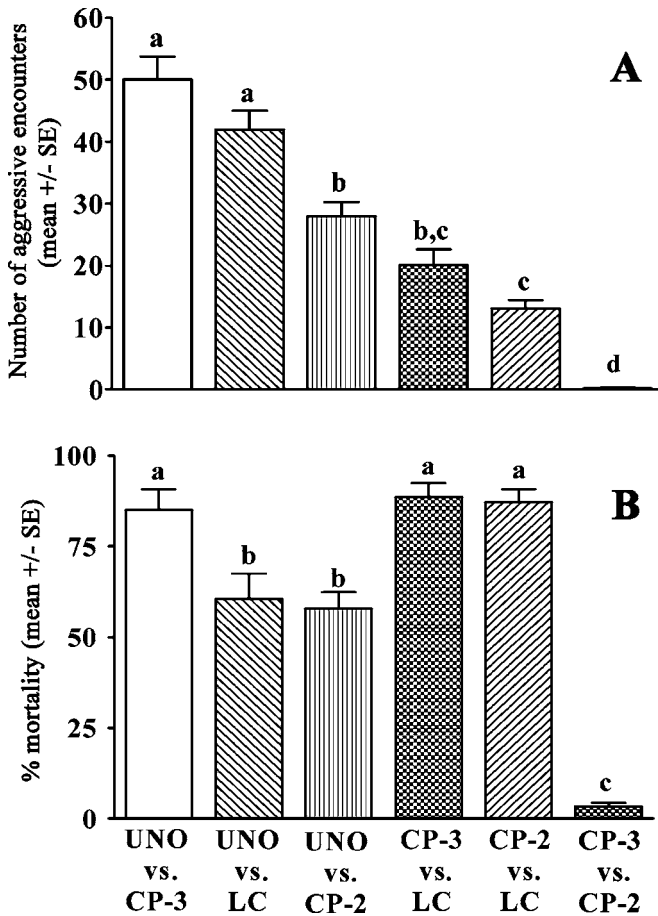 Number of aggressive encounters
(mean +/- SE)
60
50
40
30
20
10
0
a
a
b
b,c
c
d
A
% mortality (mean +/- SE)
100
75
50
25
0
a
b
b
a
a
c
B
UNO
vs.
CP-3
UNO
vs.
LC
UNO
vs.
CP-2
CP-3
vs.
LC
CP-2
vs.
LC
CP-3
vs.
CP-2